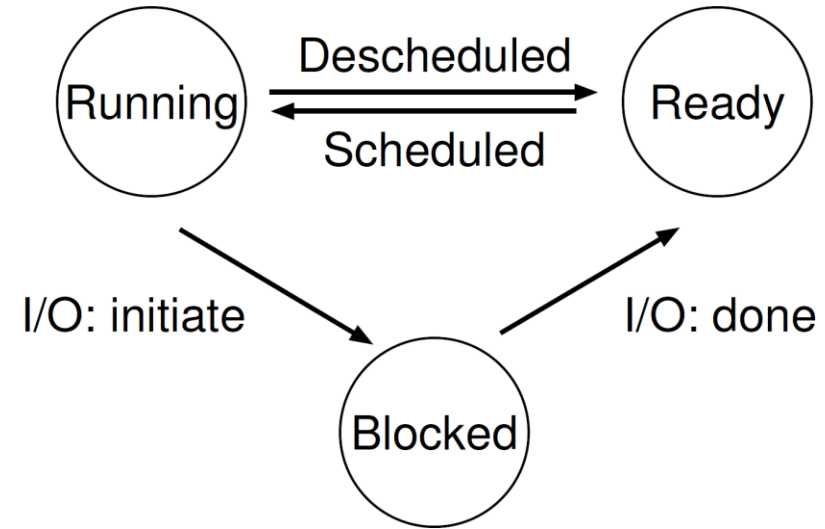 Descheduled
Running
Ready
Scheduled
I/O: initiate
I/O: done
Blocked